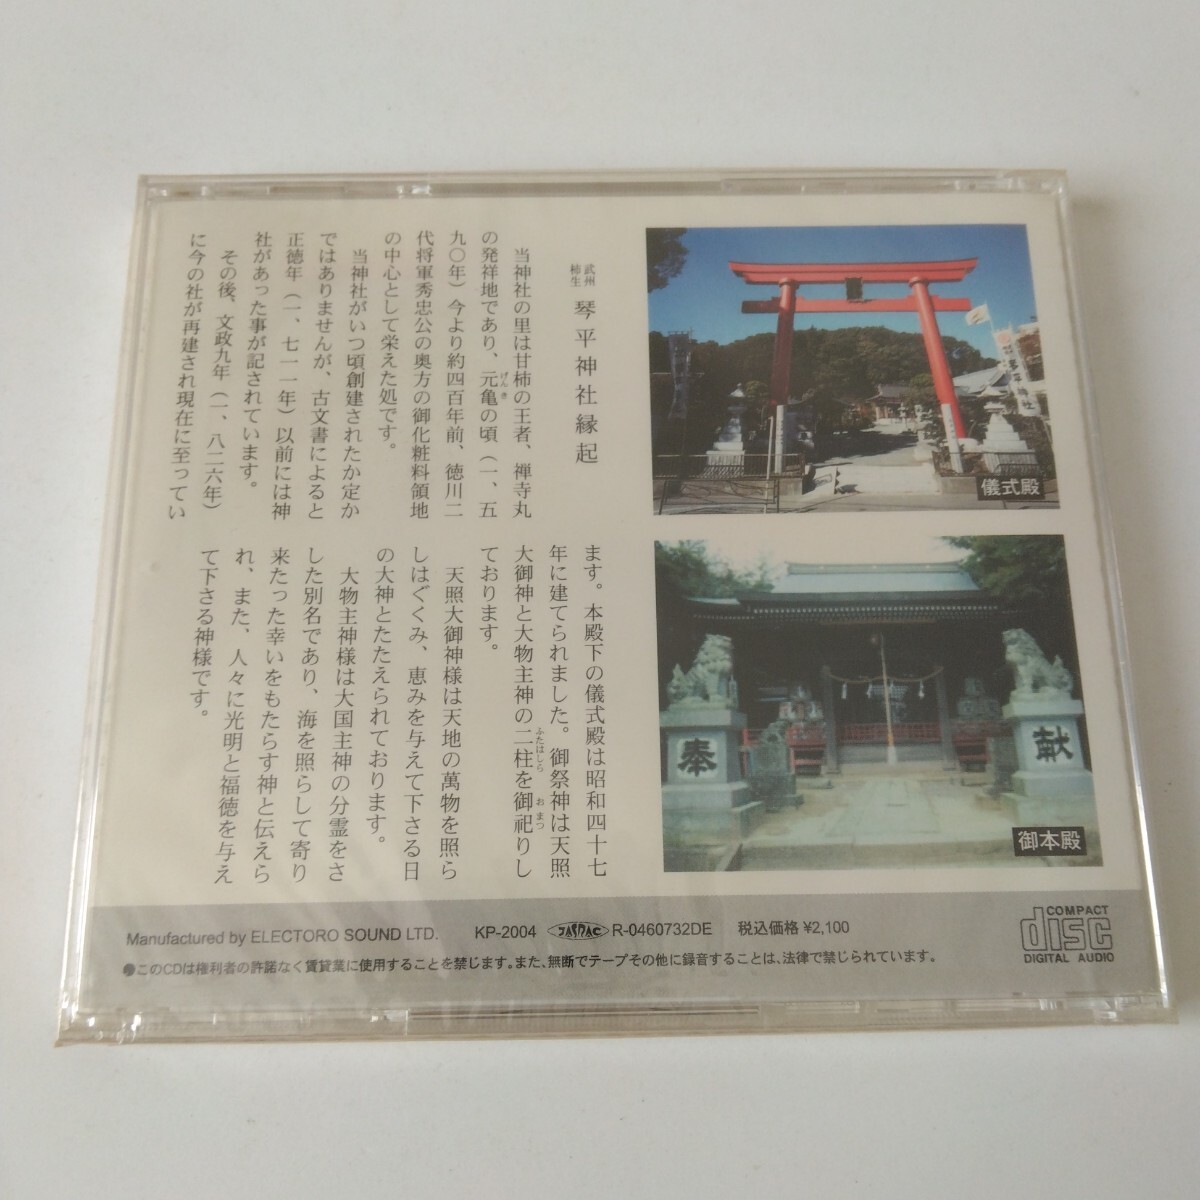 武州
柿生
琴平神社縁起
当神社の里は甘柿の王者、禅寺丸
の発祥地であり、元亀の頃（一、五
げんき
九〇年）今より約四百年前、徳川二
代将軍秀忠公の奥方の御化粧料領地
の中心として栄えた処です。
当神社がいつ頃創建されたか定か
ではありませんが、古文書によると
正徳年（一、七一一年）以前には神
社があった事が記されています。
その後、文政九年（一、八二六年）
に今の社が再建され現在に至ってい
ます。本殿下の儀式殿は昭和四十七
年に建てられました。御祭神は天照
大御神と大物主神の二柱を御祀りし
ふたはしら
おまつ
ております。
天照大御神様は天地の萬物を照ら
しはぐくみ、恵みを与えて下さる日
の大神とたたえられております。
大物主神様は大国主神の分霊をさ
した別名であり、海を照らして寄り
来たった幸いをもたらす神と伝えら
れ、また、人々に光明と福徳を与え
て下さる神様です。
琴平神社
儀式殿
奉
献
御本殿
Manufactured by ELECTORO SOUND LTD.
KP-2004 JASRAC R-0460732DE 税込価格 ¥2,100
●このCDは権利者の許諾なく賃貸業に使用することを禁じます。また、無断でテープその他に録音することは、法律で禁じられています。
COMPACT
disc
DIGITAL AUDIO